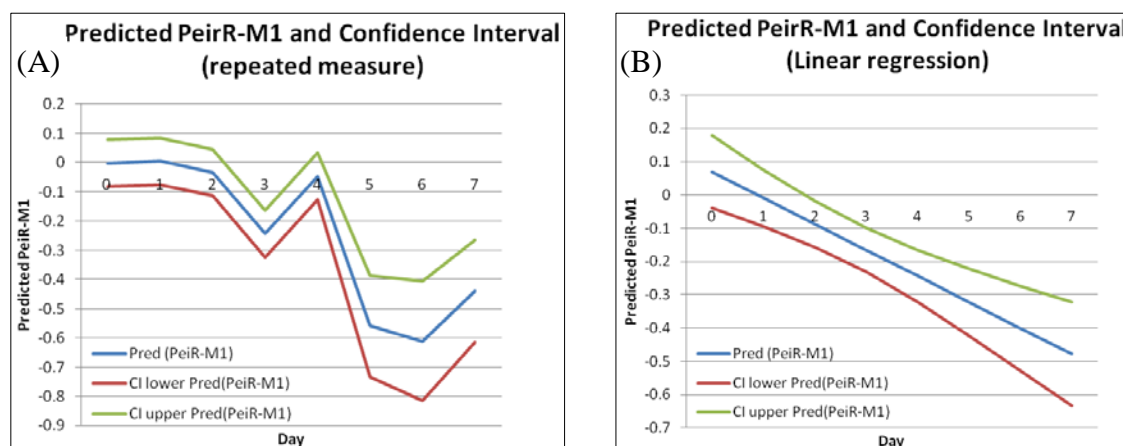 Predicted PeirR-M1 and Confidence Interval
(repeated measure)
(A)
0.2
0.1
0
-0.1
-0.2
-0.3
-0.4
-0.5
-0.6
-0.7
-0.8
-0.9
0 1 2 3 4 5 6 7
Predicted PeirR-M1
Pred (PeiR-M1)
CI lower Pred(PeiR-M1)
CI upper Pred(PeiR-M1)
Day
Predicted PeirR-M1 and Confidence Interval
(Linear regression)
(B)
0.3
0.2
0.1
0
-0.1
-0.2
-0.3
-0.4
-0.5
-0.6
-0.7
0 1 2 3 4 5 6 7
Predicted PeirR-M1
Pred (PeiR-M1)
CI lower Pred(PeiR-M1)
CI upper Pred(PeiR-M1)
Day